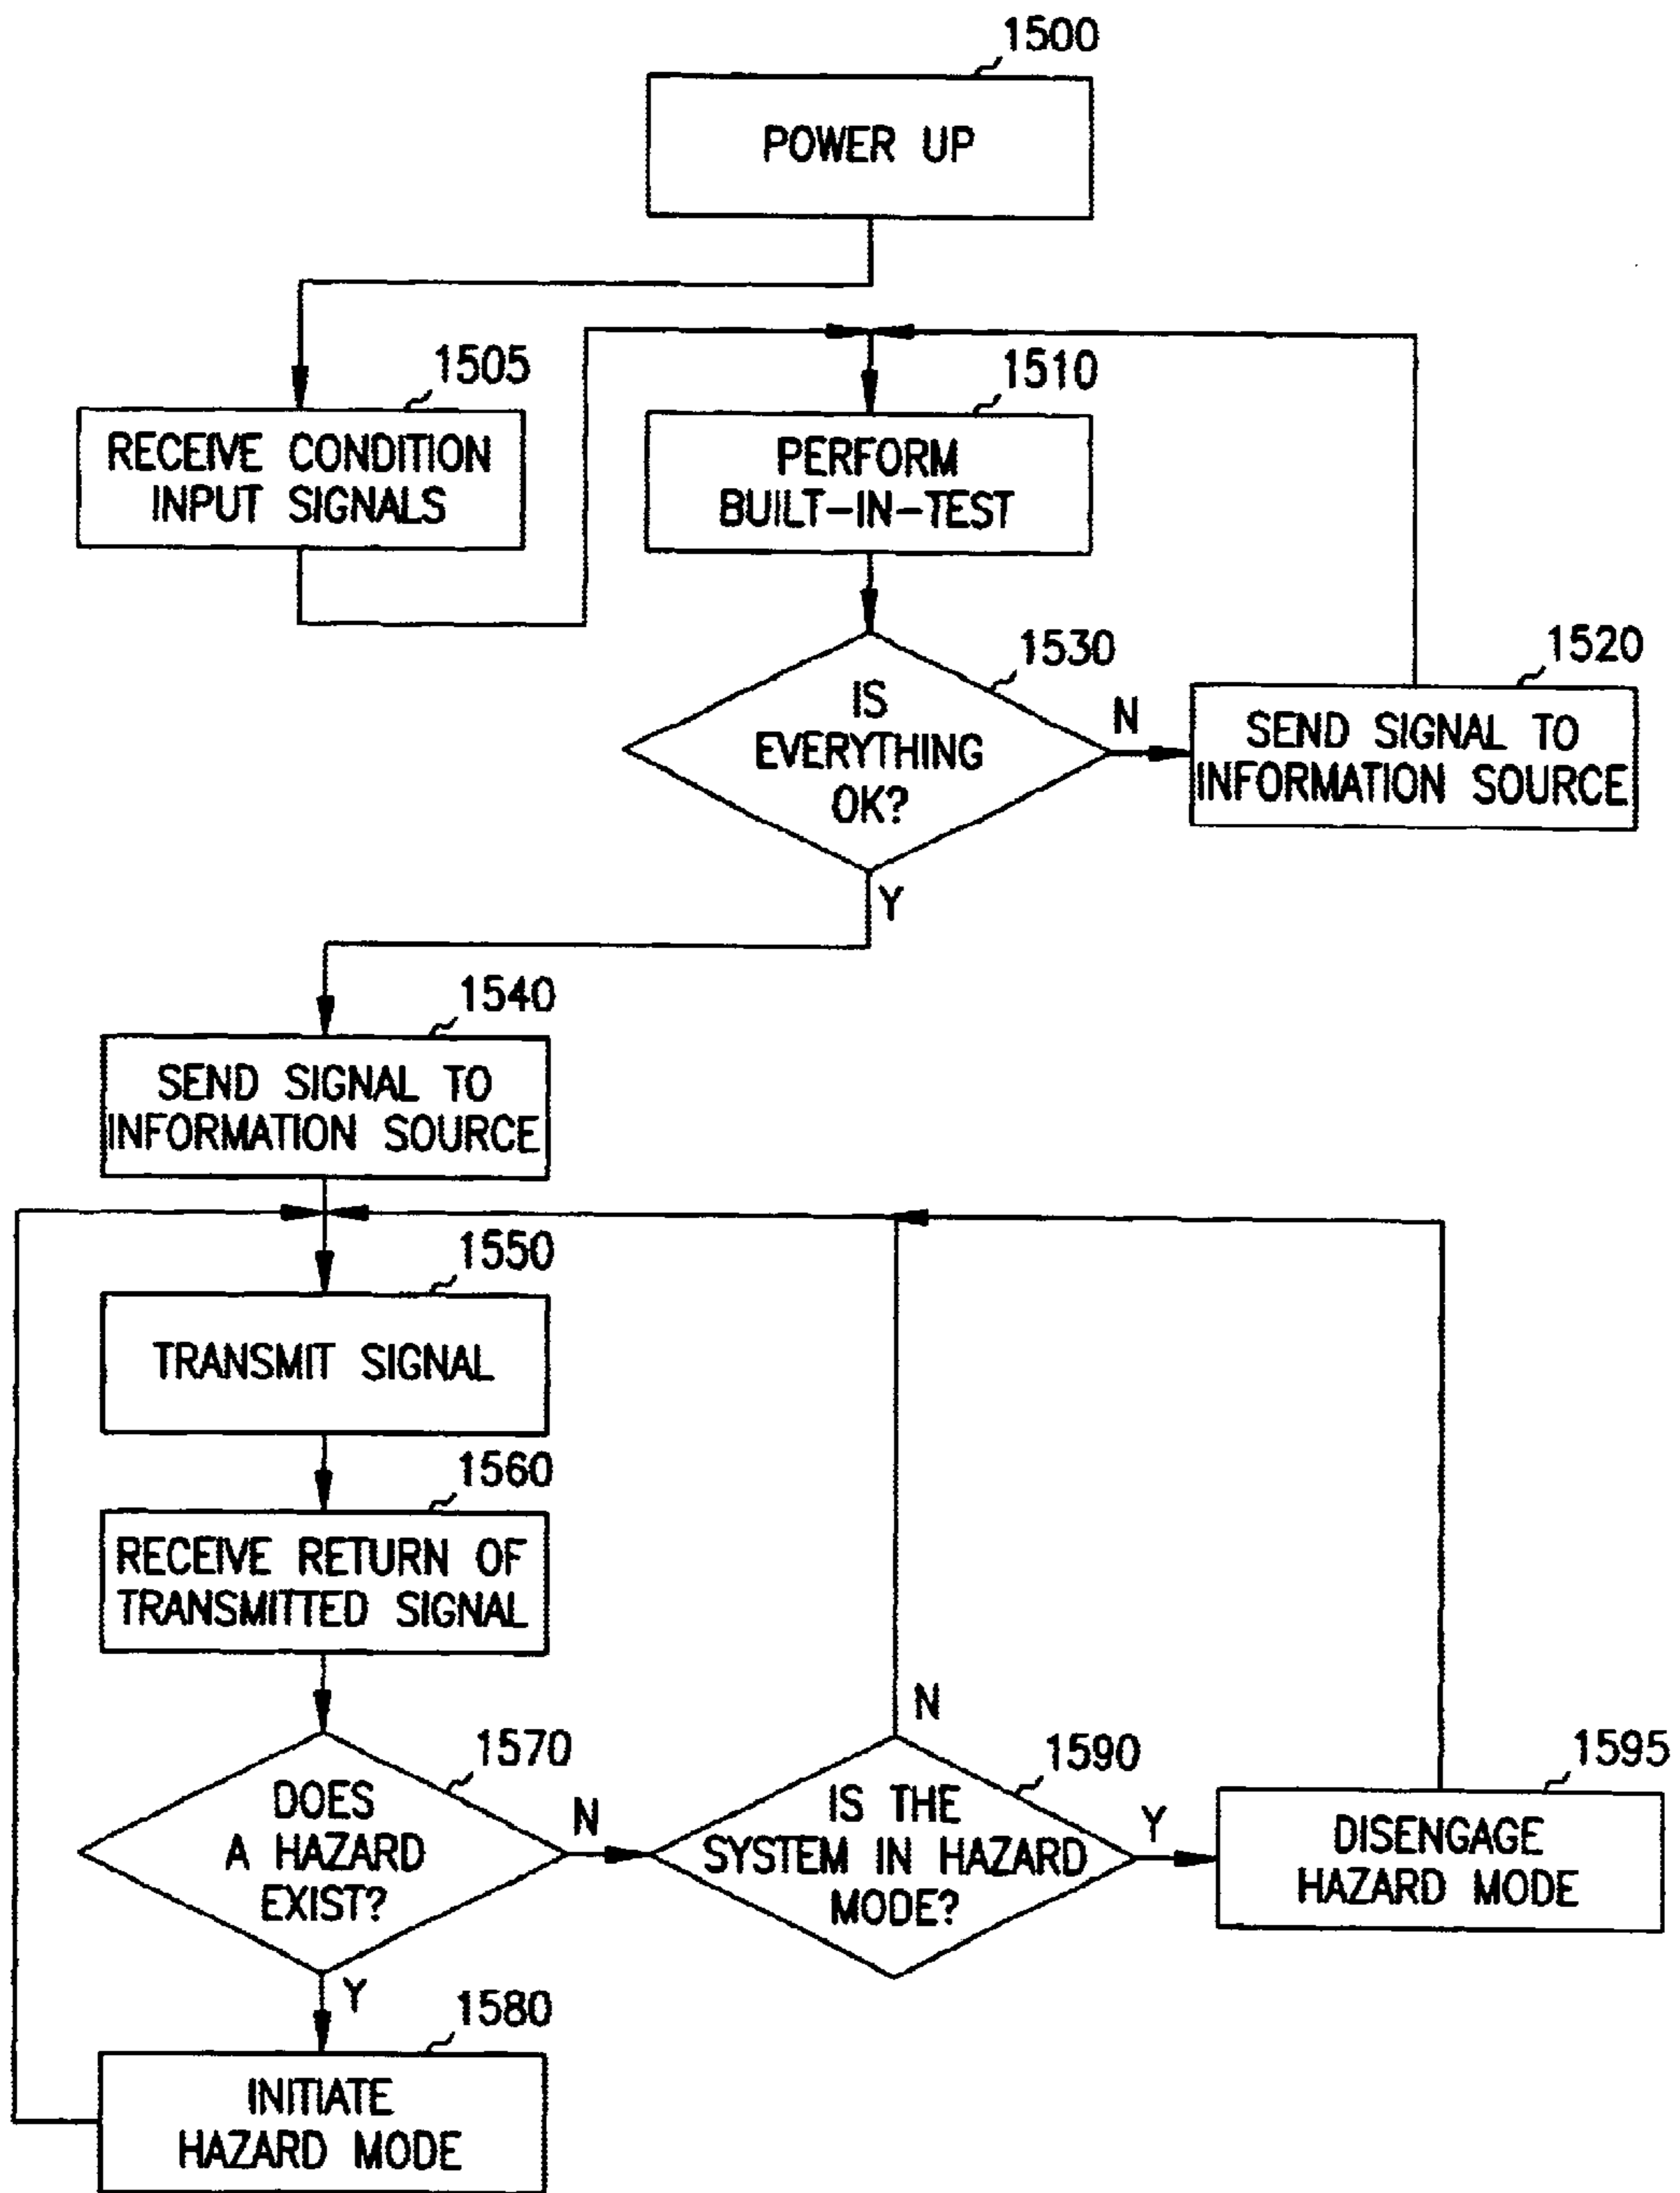 1500
POWER UP
1505
RECEIVE CONDITION
INPUT SIGNALS
1510
PERFORM
BUILT-IN-TEST
1530
IS
EVERYTHING
OK?
N
Y
1520
SEND SIGNAL TO
INFORMATION SOURCE
1540
SEND SIGNAL TO
INFORMATION SOURCE
1550
TRANSMIT SIGNAL
1560
RECEIVE RETURN OF
TRANSMITTED SIGNAL
1570
DOES
A HAZARD
EXIST?
N
Y
1590
IS THE
SYSTEM IN HAZARD
MODE?
N
Y
1595
DISENGAGE
HAZARD MODE
1580
INITIATE
HAZARD MODE